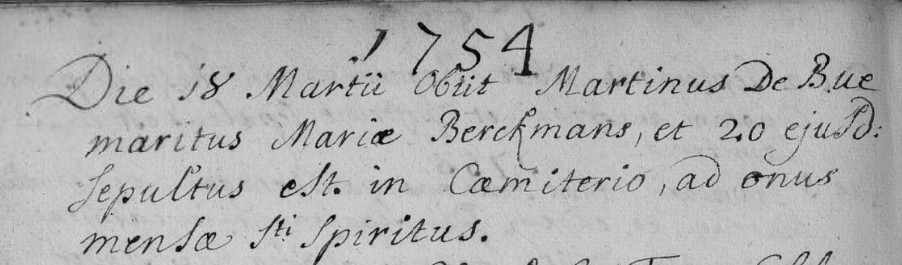 1754
Die 18 Martii Obiit Martinus De Bue
maritus Mariæ Berckmans, et 20 ejusd:
sepultus est. in Cœmiterio, ad onus
mensæ Sti Spiritus.